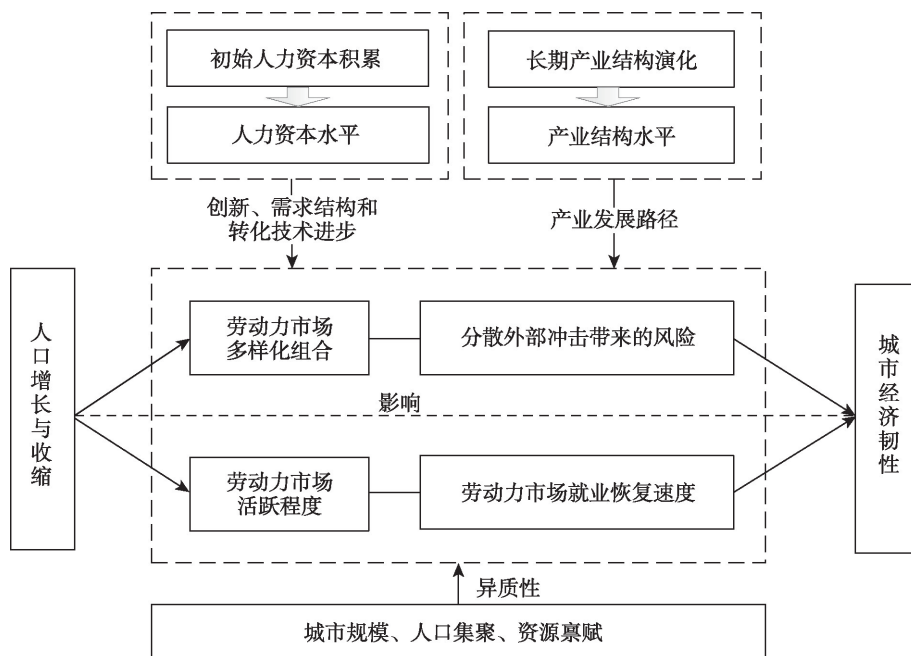 初始人力资本积累
长期产业结构演化
人力资本水平
产业结构水平
创新、需求结构和
转化技术进步
产业发展路径
人口增长与收缩
劳动力市场
多样化组合
分散外部冲击带来的风险
影响
劳动力市场
活跃程度
劳动力市场就业恢复速度
城市经济韧性
异质性
城市规模、人口集聚、资源禀赋